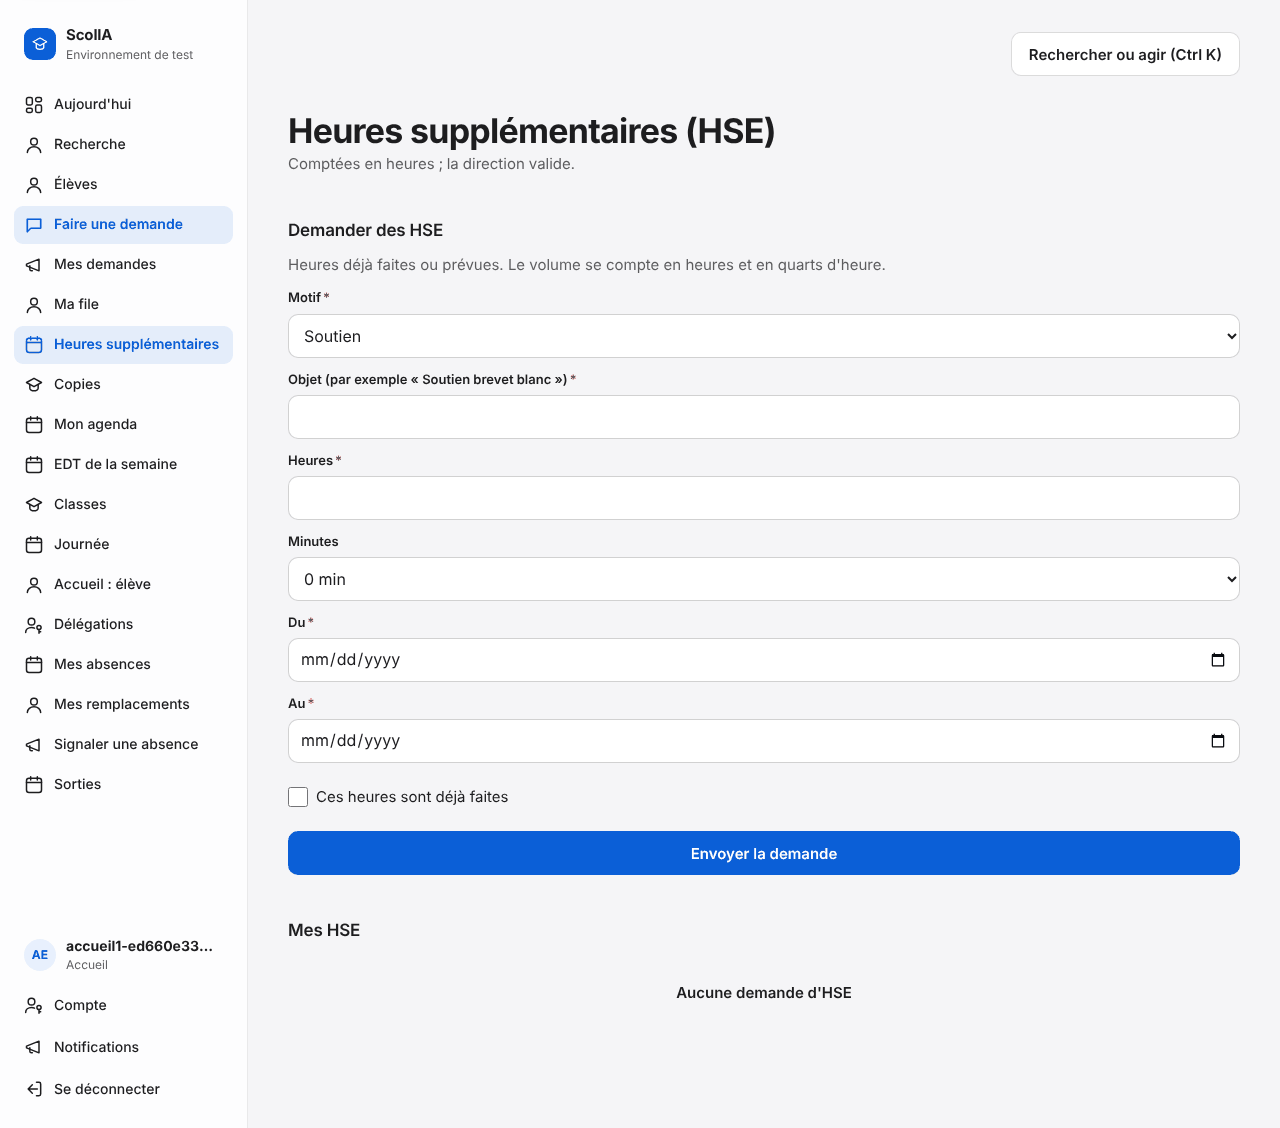 ScolIA
Environnement de test
Aujourd'hui
Recherche
Élèves
Faire une demande
Mes demandes
Ma file
Heures supplémentaires
Copies
Mon agenda
EDT de la semaine
Classes
Journée
Accueil : élève
Délégations
Mes absences
Mes remplacements
Signaler une absence
Sorties
AE
accueil1-ed660e33...
Accueil
Compte
Notifications
Se déconnecter
Rechercher ou agir (Ctrl K)
Heures supplémentaires (HSE)
Comptées en heures ; la direction valide.
Demander des HSE
Heures déjà faites ou prévues. Le volume se compte en heures et en quarts d'heure.
Motif *
Soutien
Objet (par exemple « Soutien brevet blanc ») *
Heures *
Minutes
0 min
Du *
mm/dd/yyyy
Au *
mm/dd/yyyy
Ces heures sont déjà faites
Envoyer la demande
Mes HSE
Aucune demande d'HSE